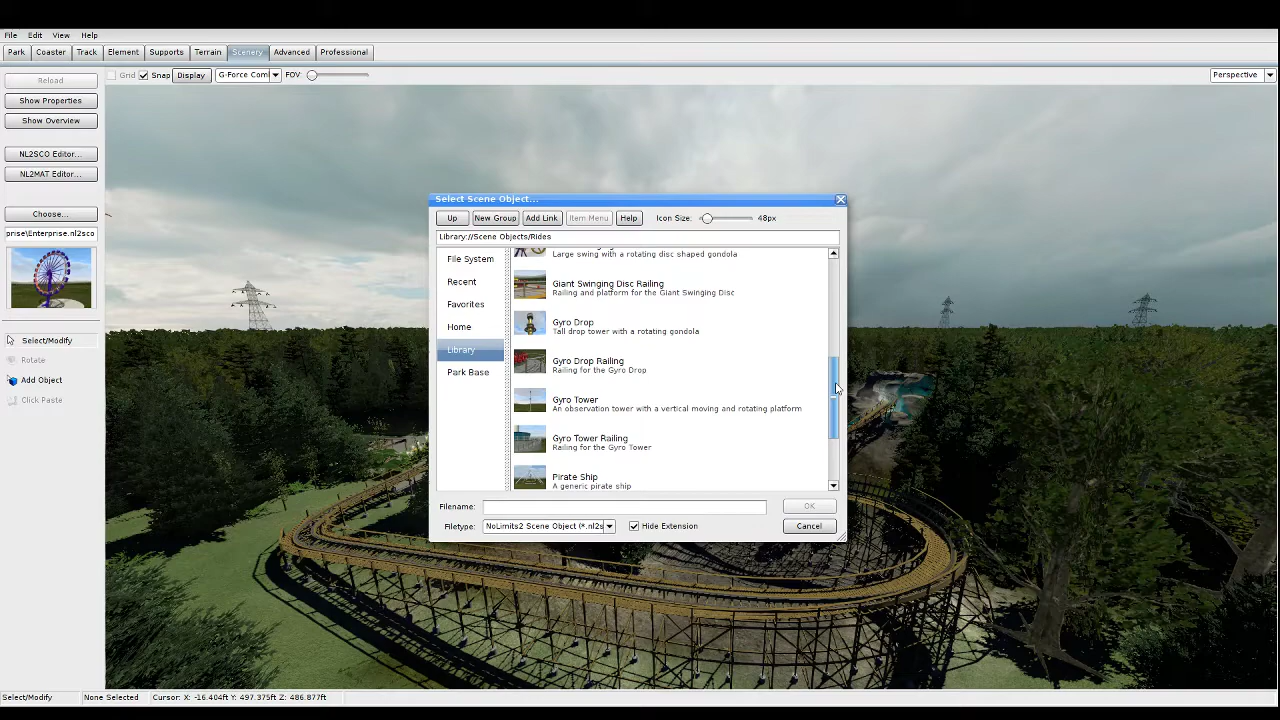 File Edit View Help
Park Coaster Track Element Supports Terrain Scenery Advanced Professional
Reload
Grid Snap Display G-Force Com FOV
Perspective
Show Properties
Show Overview
NL2SCO Editor...
NL2MAT Editor...
Choose...
prise\Enterprise.nl2sco
Select/Modify
Rotate
Add Object
Click Paste
Select Scene Object...
Up New Group Add Link Item Menu Help Icon Size: 48px
Library://Scene Objects/Rides
File System
Recent
Favorites
Home
Library
Park Base
Large swing with a rotating disc shaped gondola
Giant Swinging Disc Railing
Railing and platform for the Giant Swinging Disc
Gyro Drop
Tall drop tower with a rotating gondola
Gyro Drop Railing
Railing for the Gyro Drop
Gyro Tower
An observation tower with a vertical moving and rotating platform
Gyro Tower Railing
Railing for the Gyro Tower
Pirate Ship
A generic pirate ship
Filename: OK
Filetype: NoLimits2 Scene Object (*.nl2s Hide Extension Cancel
Select/Modify None Selected Cursor: X: -16.404ft Y: 497.375ft Z: 486.877ft